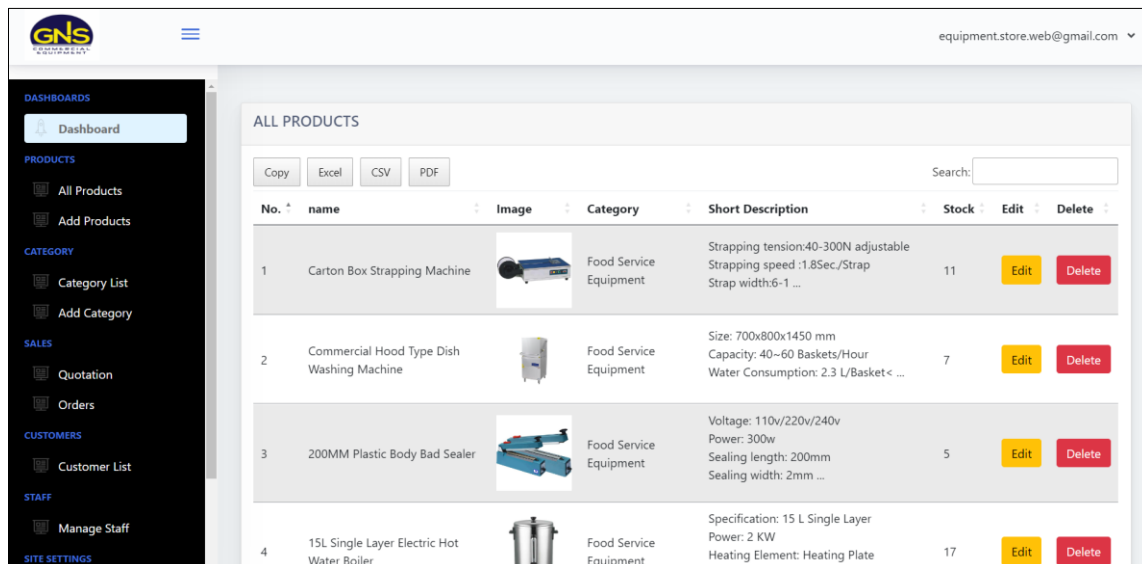 GNS
COMMERCIAL
EQUIPMENT
equipment.store.web@gmail.com
DASHBOARDS
Dashboard
PRODUCTS
All Products
Add Products
CATEGORY
Category List
Add Category
SALES
Quotation
Orders
CUSTOMERS
Customer List
STAFF
Manage Staff
SITE SETTINGS
ALL PRODUCTS
Copy Excel CSV PDF
Search:
No. name Image Category Short Description Stock Edit Delete
1 Carton Box Strapping Machine
Food Service
Equipment
Strapping tension:40-300N adjustable
Strapping speed :1.8Sec./Strap
Strap width:6-1 ...
11 Edit Delete
2 Commercial Hood Type Dish
Washing Machine
Food Service
Equipment
Size: 700x800x1450 mm
Capacity: 40~60 Baskets/Hour
Water Consumption: 2.3 L/Basket< ...
7 Edit Delete
3 200MM Plastic Body Bad Sealer
Food Service
Equipment
Voltage: 110v/220v/240v
Power: 300w
Sealing length: 200mm
Sealing width: 2mm ...
5 Edit Delete
4 15L Single Layer Electric Hot
Water Boiler
Food Service
Equipment
Specification: 15 L Single Layer
Power: 2 KW
Heating Element: Heating Plate
17 Edit Delete